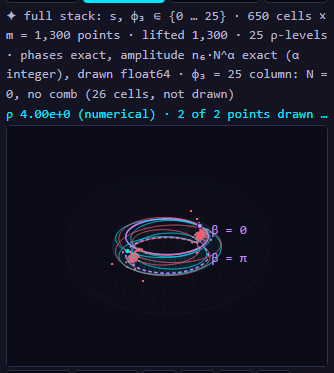 ✦ full stack: s, ϕ₃ ∈ {0 … 25} · 650 cells ×
m = 1,300 points · lifted 1,300 · 25 ρ-levels
· phases exact, amplitude n₆·N^α exact (α
integer), drawn float64 · ϕ₃ = 25 column: N =
0, no comb (26 cells, not drawn)
ρ 4.00e+0 (numerical) · 2 of 2 points drawn …
β = 0
β = π